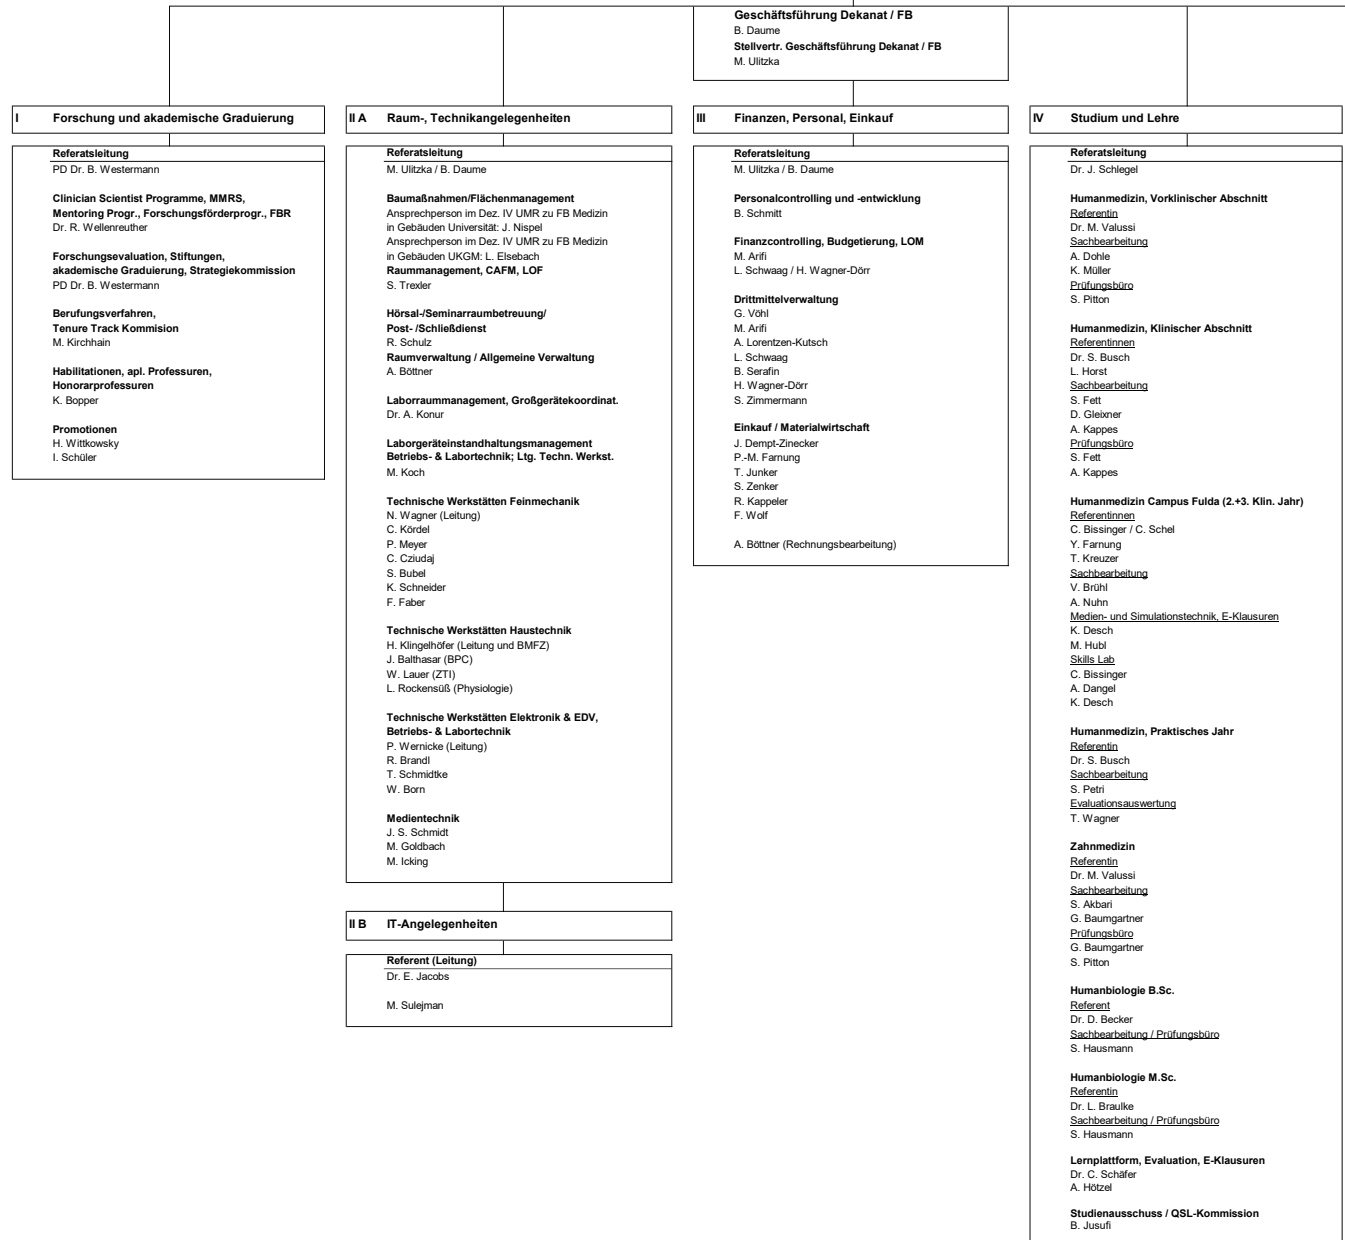 Geschäftsführung Dekanat / FB
B. Daume
Stellvertr. Geschäftsführung Dekanat / FB
M. Ulitzka
I Forschung und akademische Graduierung
Referatsleitung
PD Dr. B. Westermann
Clinician Scientist Programme, MMRS,
Mentoring Progr., Forschungsförderprogr., FBR
Dr. R. Wellenreuther
Forschungsevaluation, Stiftungen,
akademische Graduierung, Strategiekommission
PD Dr. B. Westermann
Berufungsverfahren,
Tenure Track Kommision
M. Kirchhain
Habilitationen, apl. Professuren,
Honorarprofessuren
K. Bopper
Promotionen
H. Wittkowsky
I. Schüler
II A Raum-, Technikangelegenheiten
Referatsleitung
M. Ulitzka / B. Daume
Baumaßnahmen/Flächenmanagement
Ansprechperson im Dez. IV UMR zu FB Medizin
in Gebäuden Universität: J. Nispel
Ansprechperson im Dez. IV UMR zu FB Medizin
in Gebäuden UKGM: L. Elsebach
Raummanagement, CAFM, LOF
S. Trexler
Hörsal-/Seminarraumbetreuung/
Post- /Schließdienst
R. Schulz
Raumverwaltung / Allgemeine Verwaltung
A. Böttner
Laborraummanagement, Großgerätekoordinat.
Dr. A. Konur
Laborgeräteinstandhaltungsmanagement
Betriebs- & Labortechnik; Ltg. Techn. Werkst.
M. Koch
Technische Werkstätten Feinmechanik
N. Wagner (Leitung)
C. Kördel
P. Meyer
C. Cziudaj
S. Bubel
K. Schneider
F. Faber
Technische Werkstätten Haustechnik
H. Klingelhöfer (Leitung und BMFZ)
J. Balthasar (BPC)
W. Lauer (ZTI)
L. Rockensüß (Physiologie)
Technische Werkstätten Elektronik & EDV,
Betriebs- & Labortechnik
P. Wernicke (Leitung)
R. Brandl
T. Schmidtke
W. Born
Medientechnik
J. S. Schmidt
M. Goldbach
M. Icking
II B IT-Angelegenheiten
Referent (Leitung)
Dr. E. Jacobs
M. Sulejman
III Finanzen, Personal, Einkauf
Referatsleitung
M. Ulitzka / B. Daume
Personalcontrolling und -entwicklung
B. Schmitt
Finanzcontrolling, Budgetierung, LOM
M. Arifi
L. Schwaag / H. Wagner-Dörr
Drittmittelverwaltung
G. Vöhl
M. Arifi
A. Lorentzen-Kutsch
L. Schwaag
B. Serafin
H. Wagner-Dörr
S. Zimmermann
Einkauf / Materialwirtschaft
J. Dempt-Zinecker
P.-M. Farnung
T. Junker
S. Zenker
R. Kappeler
F. Wolf
A. Böttner (Rechnungsbearbeitung)
IV Studium und Lehre
Referatsleitung
Dr. J. Schlegel
Humanmedizin, Vorklinischer Abschnitt
Referentin
Dr. M. Valussi
Sachbearbeitung
A. Dohle
K. Müller
Prüfungsbüro
S. Pitton
Humanmedizin, Klinischer Abschnitt
Referentinnen
Dr. S. Busch
L. Horst
Sachbearbeitung
S. Fett
D. Gleixner
A. Kappes
Prüfungsbüro
S. Fett
A. Kappes
Humanmedizin Campus Fulda (2.+3. Klin. Jahr)
Referentinnen
C. Bissinger / C. Schel
Y. Farnung
T. Kreuzer
Sachbearbeitung
V. Brühl
A. Nuhn
Medien- und Simulationstechnik, E-Klausuren
K. Desch
M. Hubl
Skills Lab
C. Bissinger
A. Dangel
K. Desch
Humanmedizin, Praktisches Jahr
Referentin
Dr. S. Busch
Sachbearbeitung
S. Petri
Evaluationsauswertung
T. Wagner
Zahnmedizin
Referentin
Dr. M. Valussi
Sachbearbeitung
S. Akbari
G. Baumgartner
Prüfungsbüro
G. Baumgartner
S. Pitton
Humanbiologie B.Sc.
Referent
Dr. D. Becker
Sachbearbeitung / Prüfungsbüro
S. Hausmann
Humanbiologie M.Sc.
Referentin
Dr. L. Braulke
Sachbearbeitung / Prüfungsbüro
S. Hausmann
Lernplattform, Evaluation, E-Klausuren
Dr. C. Schäfer
A. Hötzel
Studienausschuss / QSL-Kommission
B. Jusufi